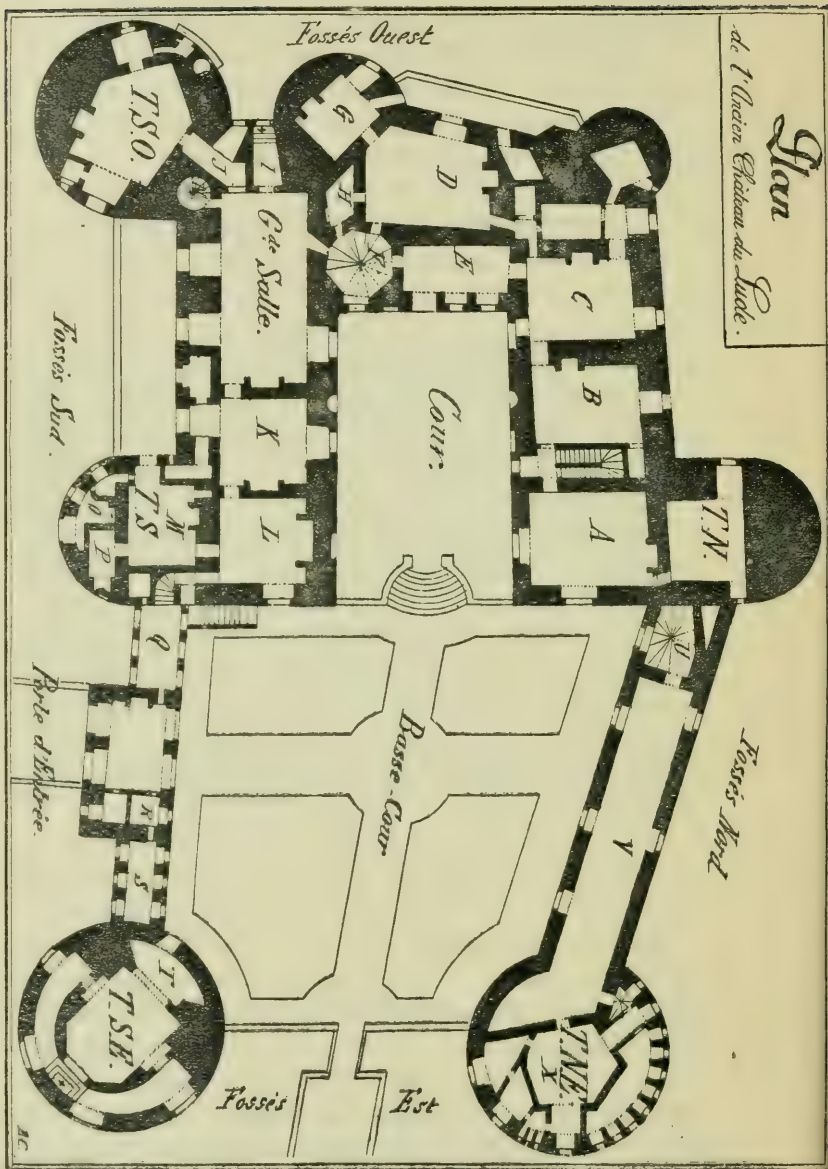 Plan
de l'Ancien Château du Lude.
Fossés Ouest
T.S.O.
J
I
G
H
D
F
E
C
B
A
T.N.
Gde Salle.
K
L
M
T.S
O
P
Cour.
Fossés Sud.
Q
Porte d'Entrée.
R
S
T
T.S.E.
Basse-Cour
U
V
Fossés Nord
T.NE.
X
Fossés Est